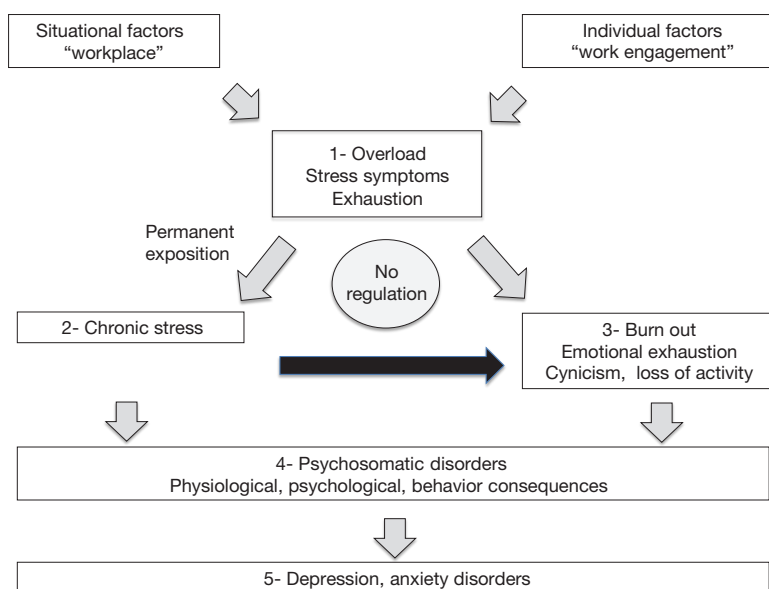 Situational factors
“workplace”
Individual factors
“work engagement”
1- Overload
Stress symptoms
Exhaustion
Permanent
exposition
No
regulation
2- Chronic stress
3- Burn out
Emotional exhaustion
Cynicism, loss of activity
4- Psychosomatic disorders
Physiological, psychological, behavior consequences
5- Depression, anxiety disorders